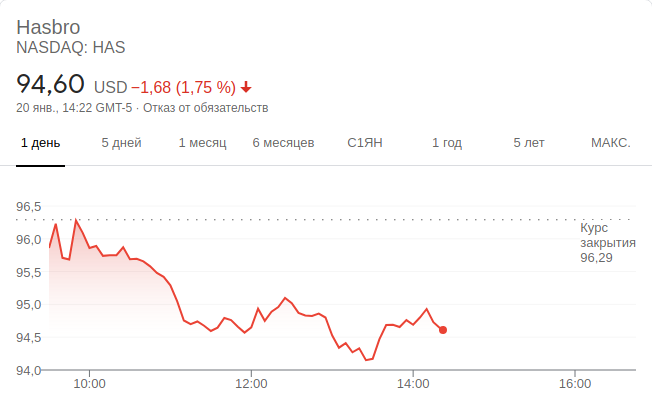 Hasbro
NASDAQ: HAS
94,60 USD −1,68 (1,75 %)
20 янв., 14:22 GMT-5 · Отказ от обязательств
1 день 5 дней 1 месяц 6 месяцев С1ЯН 1 год 5 лет МАКС.
96,5
Курс
закрытия
96,29
96,0
95,5
95,0
94,5
94,0
10:00 12:00 14:00 16:00